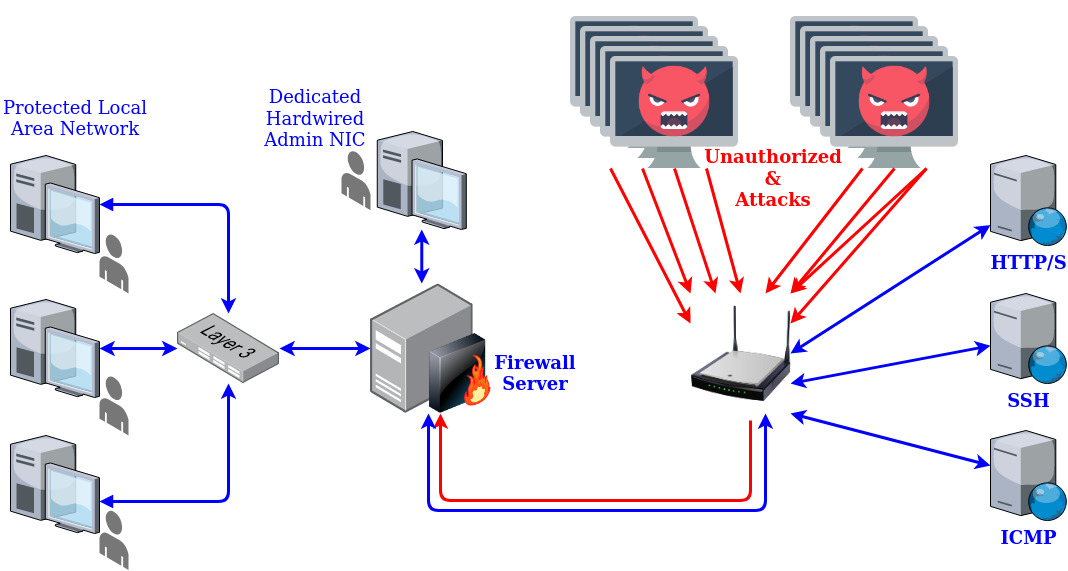 Protected Local
Area Network
Dedicated
Hardwired
Admin NIC
Unauthorized
&
Attacks
HTTP/S
Layer 3
Firewall
Server
SSH
ICMP